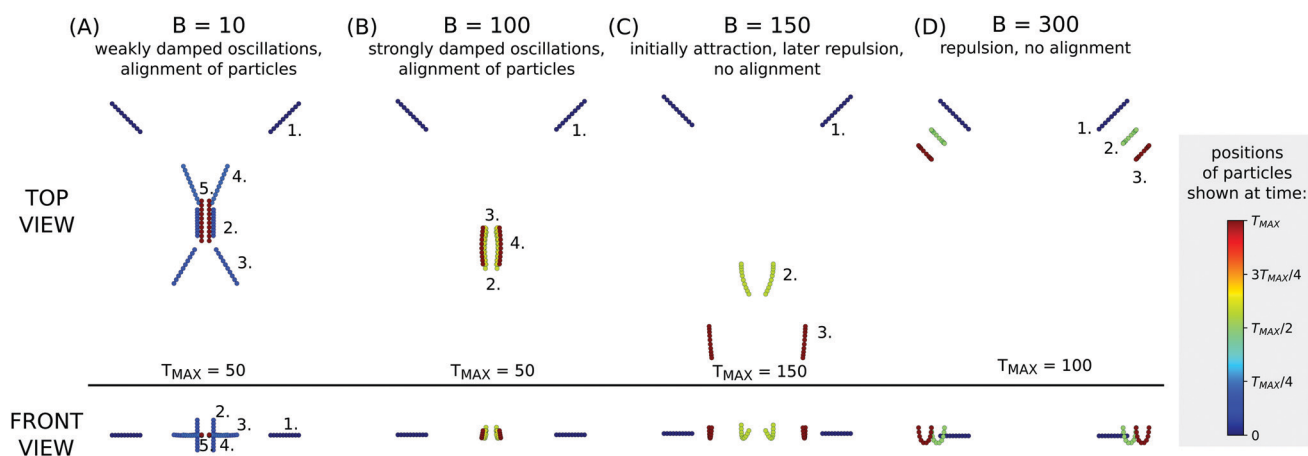 (A)
B = 10
weakly damped oscillations,
alignment of particles
(B)
B = 100
strongly damped oscillations,
alignment of particles
(C)
B = 150
initially attraction, later repulsion,
no alignment
(D)
B = 300
repulsion, no alignment
TOP
VIEW
1.
4.
5.
2.
3.
T_MAX = 50
1.
3.
4.
2.
T_MAX = 50
1.
2.
3.
T_MAX = 150
1.
2.
3.
T_MAX = 100
FRONT
VIEW
2.
3.
1.
5.
4.
positions
of particles
shown at time:
T_MAX
3T_MAX/4
T_MAX/2
T_MAX/4
0